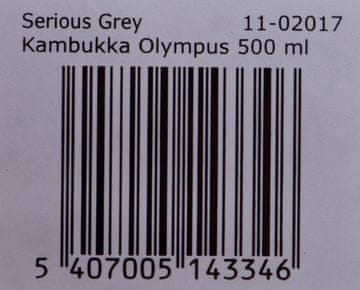 Serious Grey 11-02017
Kambukka Olympus 500 ml
5 407005 143346